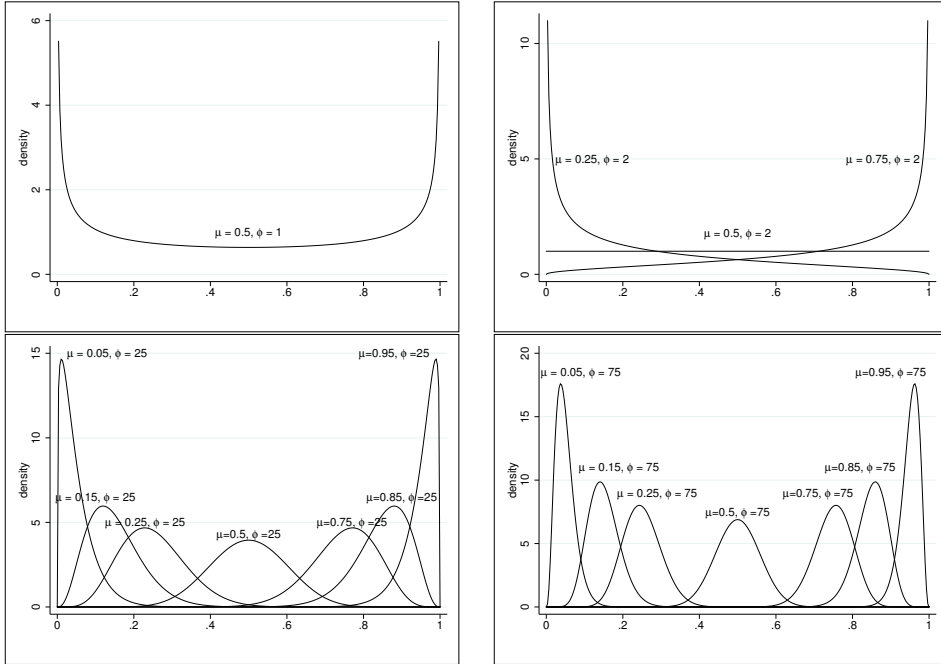 6
4
2
0
density
μ = 0.5, ϕ = 1
0 .2 .4 .6 .8 1
10
5
0
density
μ = 0.25, ϕ = 2
μ = 0.75, ϕ = 2
μ = 0.5, ϕ = 2
0 .2 .4 .6 .8 1
15
10
5
0
density
μ = 0.05, ϕ = 25
μ=0.95, ϕ =25
μ = 0.15, ϕ = 25
μ=0.85, ϕ =25
μ = 0.25, ϕ = 25
μ=0.75, ϕ =25
μ=0.5, ϕ =25
0 .2 .4 .6 .8 1
20
15
10
5
0
density
μ = 0.05, ϕ = 75
μ=0.95, ϕ =75
μ = 0.15, ϕ = 75
μ=0.85, ϕ =75
μ = 0.25, ϕ = 75
μ=0.75, ϕ =75
μ=0.5, ϕ =75
0 .2 .4 .6 .8 1